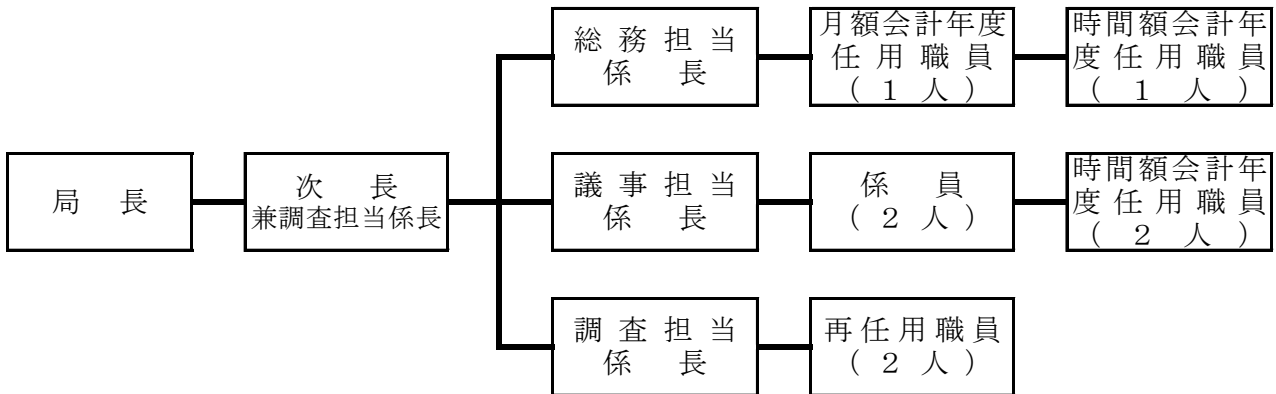 局長
次長
兼調査担当係長
総務担当
係長
月額会計年度
任用職員
(1人)
時間額会計年
度任用職員
(1人)
議事担当
係長
係員
(2人)
時間額会計年
度任用職員
(2人)
調査担当
係長
再任用職員
(2人)